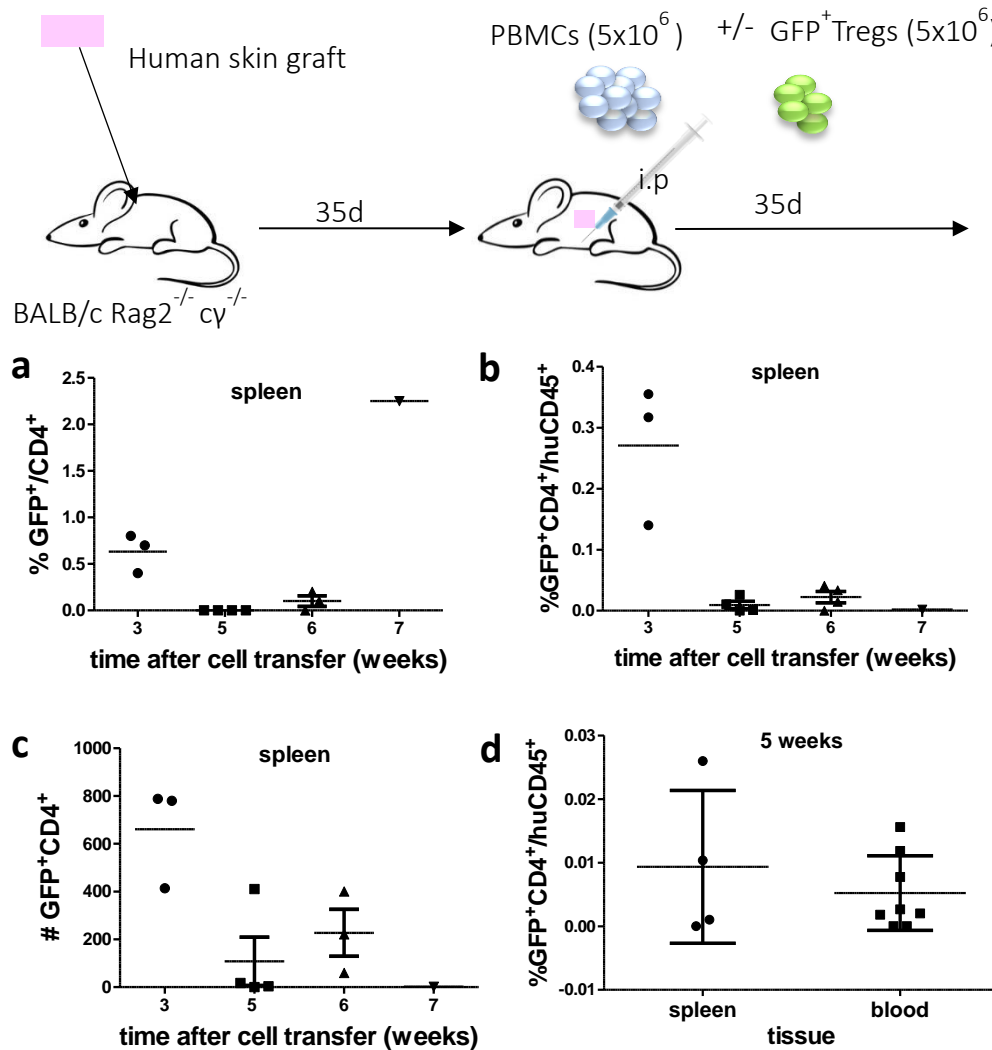 PBMCs (5x10⁶) +/- GFP⁺Tregs (5x10⁶)
Human skin graft
i.p
35d
35d
BALB/c Rag2⁻/⁻ cγ⁻/⁻
a
spleen
% GFP⁺/CD4⁺
2.5
2.0
1.5
1.0
0.5
0.0
3 5 6 7
time after cell transfer (weeks)
b
spleen
%GFP⁺CD4⁺/huCD45⁺
0.4
0.3
0.2
0.1
0.0
3 5 6 7
time after cell transfer (weeks)
c
spleen
# GFP⁺CD4⁺
1000
800
600
400
200
0
3 5 6 7
time after cell transfer (weeks)
d
5 weeks
%GFP⁺CD4⁺/huCD45⁺
0.03
0.02
0.01
0.00
-0.01
spleen blood
tissue